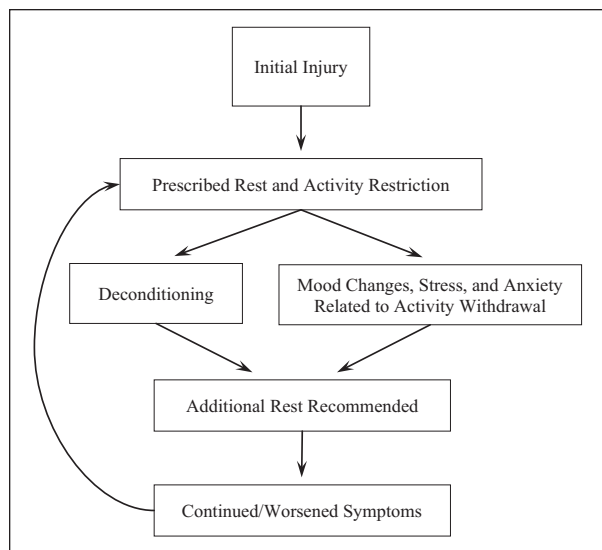 Initial Injury
Prescribed Rest and Activity Restriction
Deconditioning
Mood Changes, Stress, and Anxiety
Related to Activity Withdrawal
Additional Rest Recommended
Continued/Worsened Symptoms